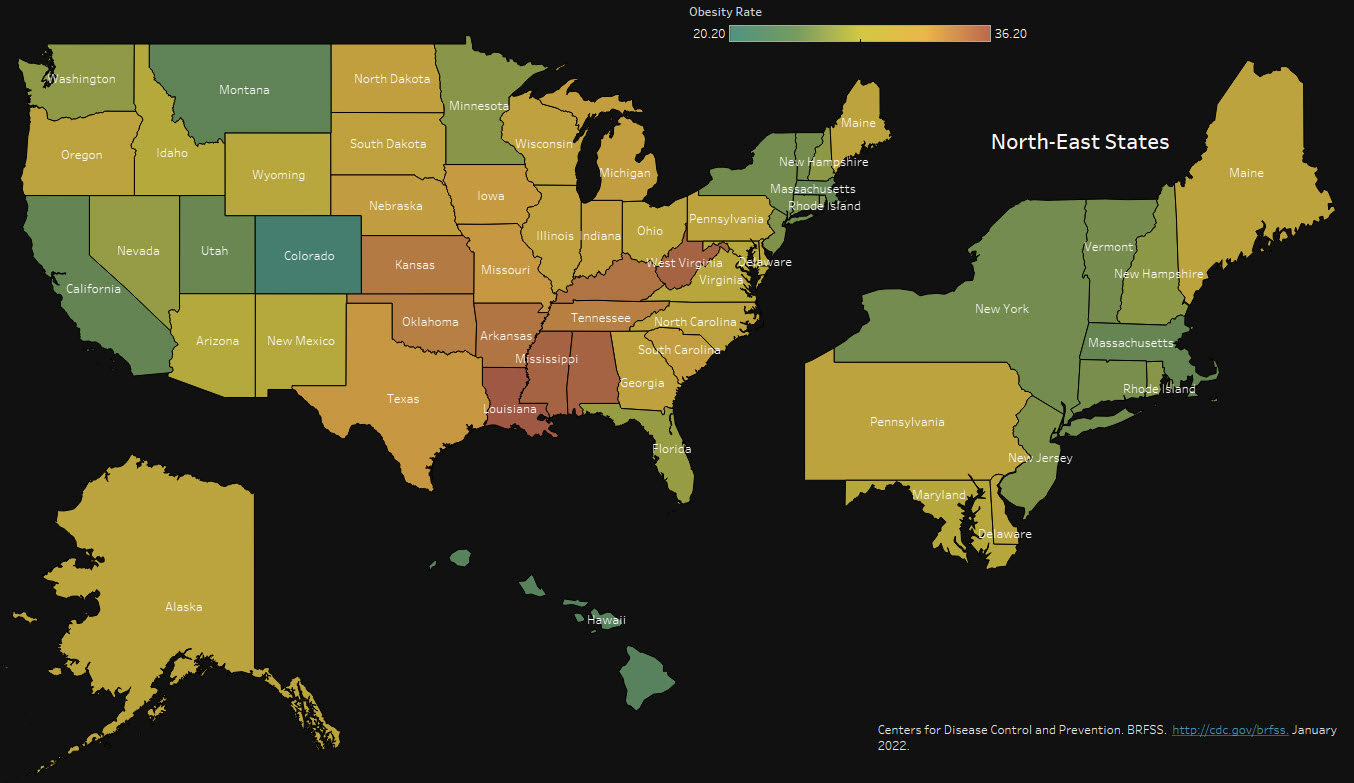 Obesity Rate
20.20 36.20
North-East States
Washington
Montana
North Dakota
Minnesota
Maine
Oregon
Idaho
Wyoming
South Dakota
Wisconsin
Michigan
New Hampshire
Massachusetts
Rhode Island
Iowa
Nebraska
Pennsylvania
Nevada
Utah
Colorado
Kansas
Missouri
Illinois
Indiana
Ohio
West Virginia
Delaware
Virginia
California
Arizona
New Mexico
Oklahoma
Arkansas
Tennessee
North Carolina
South Carolina
Mississippi
Georgia
Texas
Louisiana
Florida
Alaska
Hawaii
Maine
Vermont
New Hampshire
New York
Massachusetts
Rhode Island
Pennsylvania
New Jersey
Maryland
Delaware
Centers for Disease Control and Prevention. BRFSS. http://cdc.gov/brfss. January
2022.